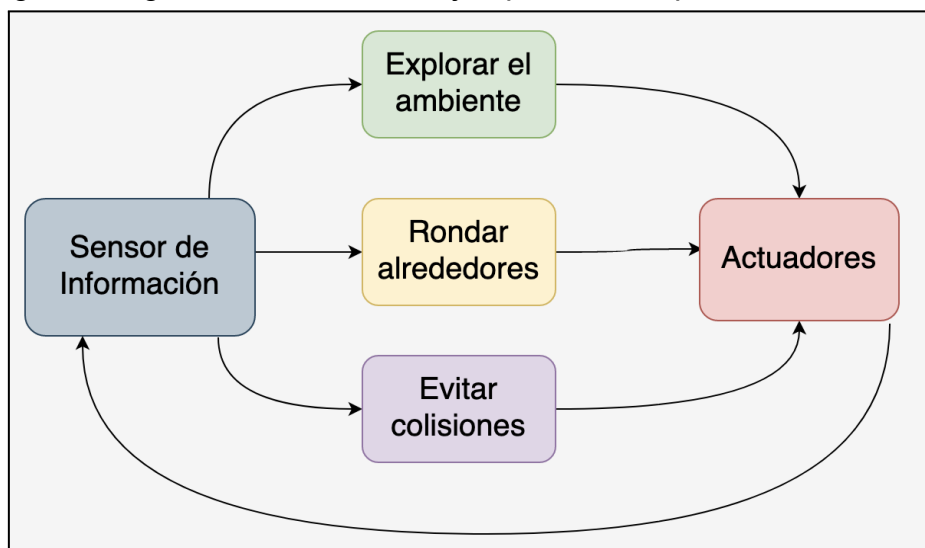 Explorar el
ambiente
Sensor de
Información
Rondar
alrededores
Actuadores
Evitar
colisiones